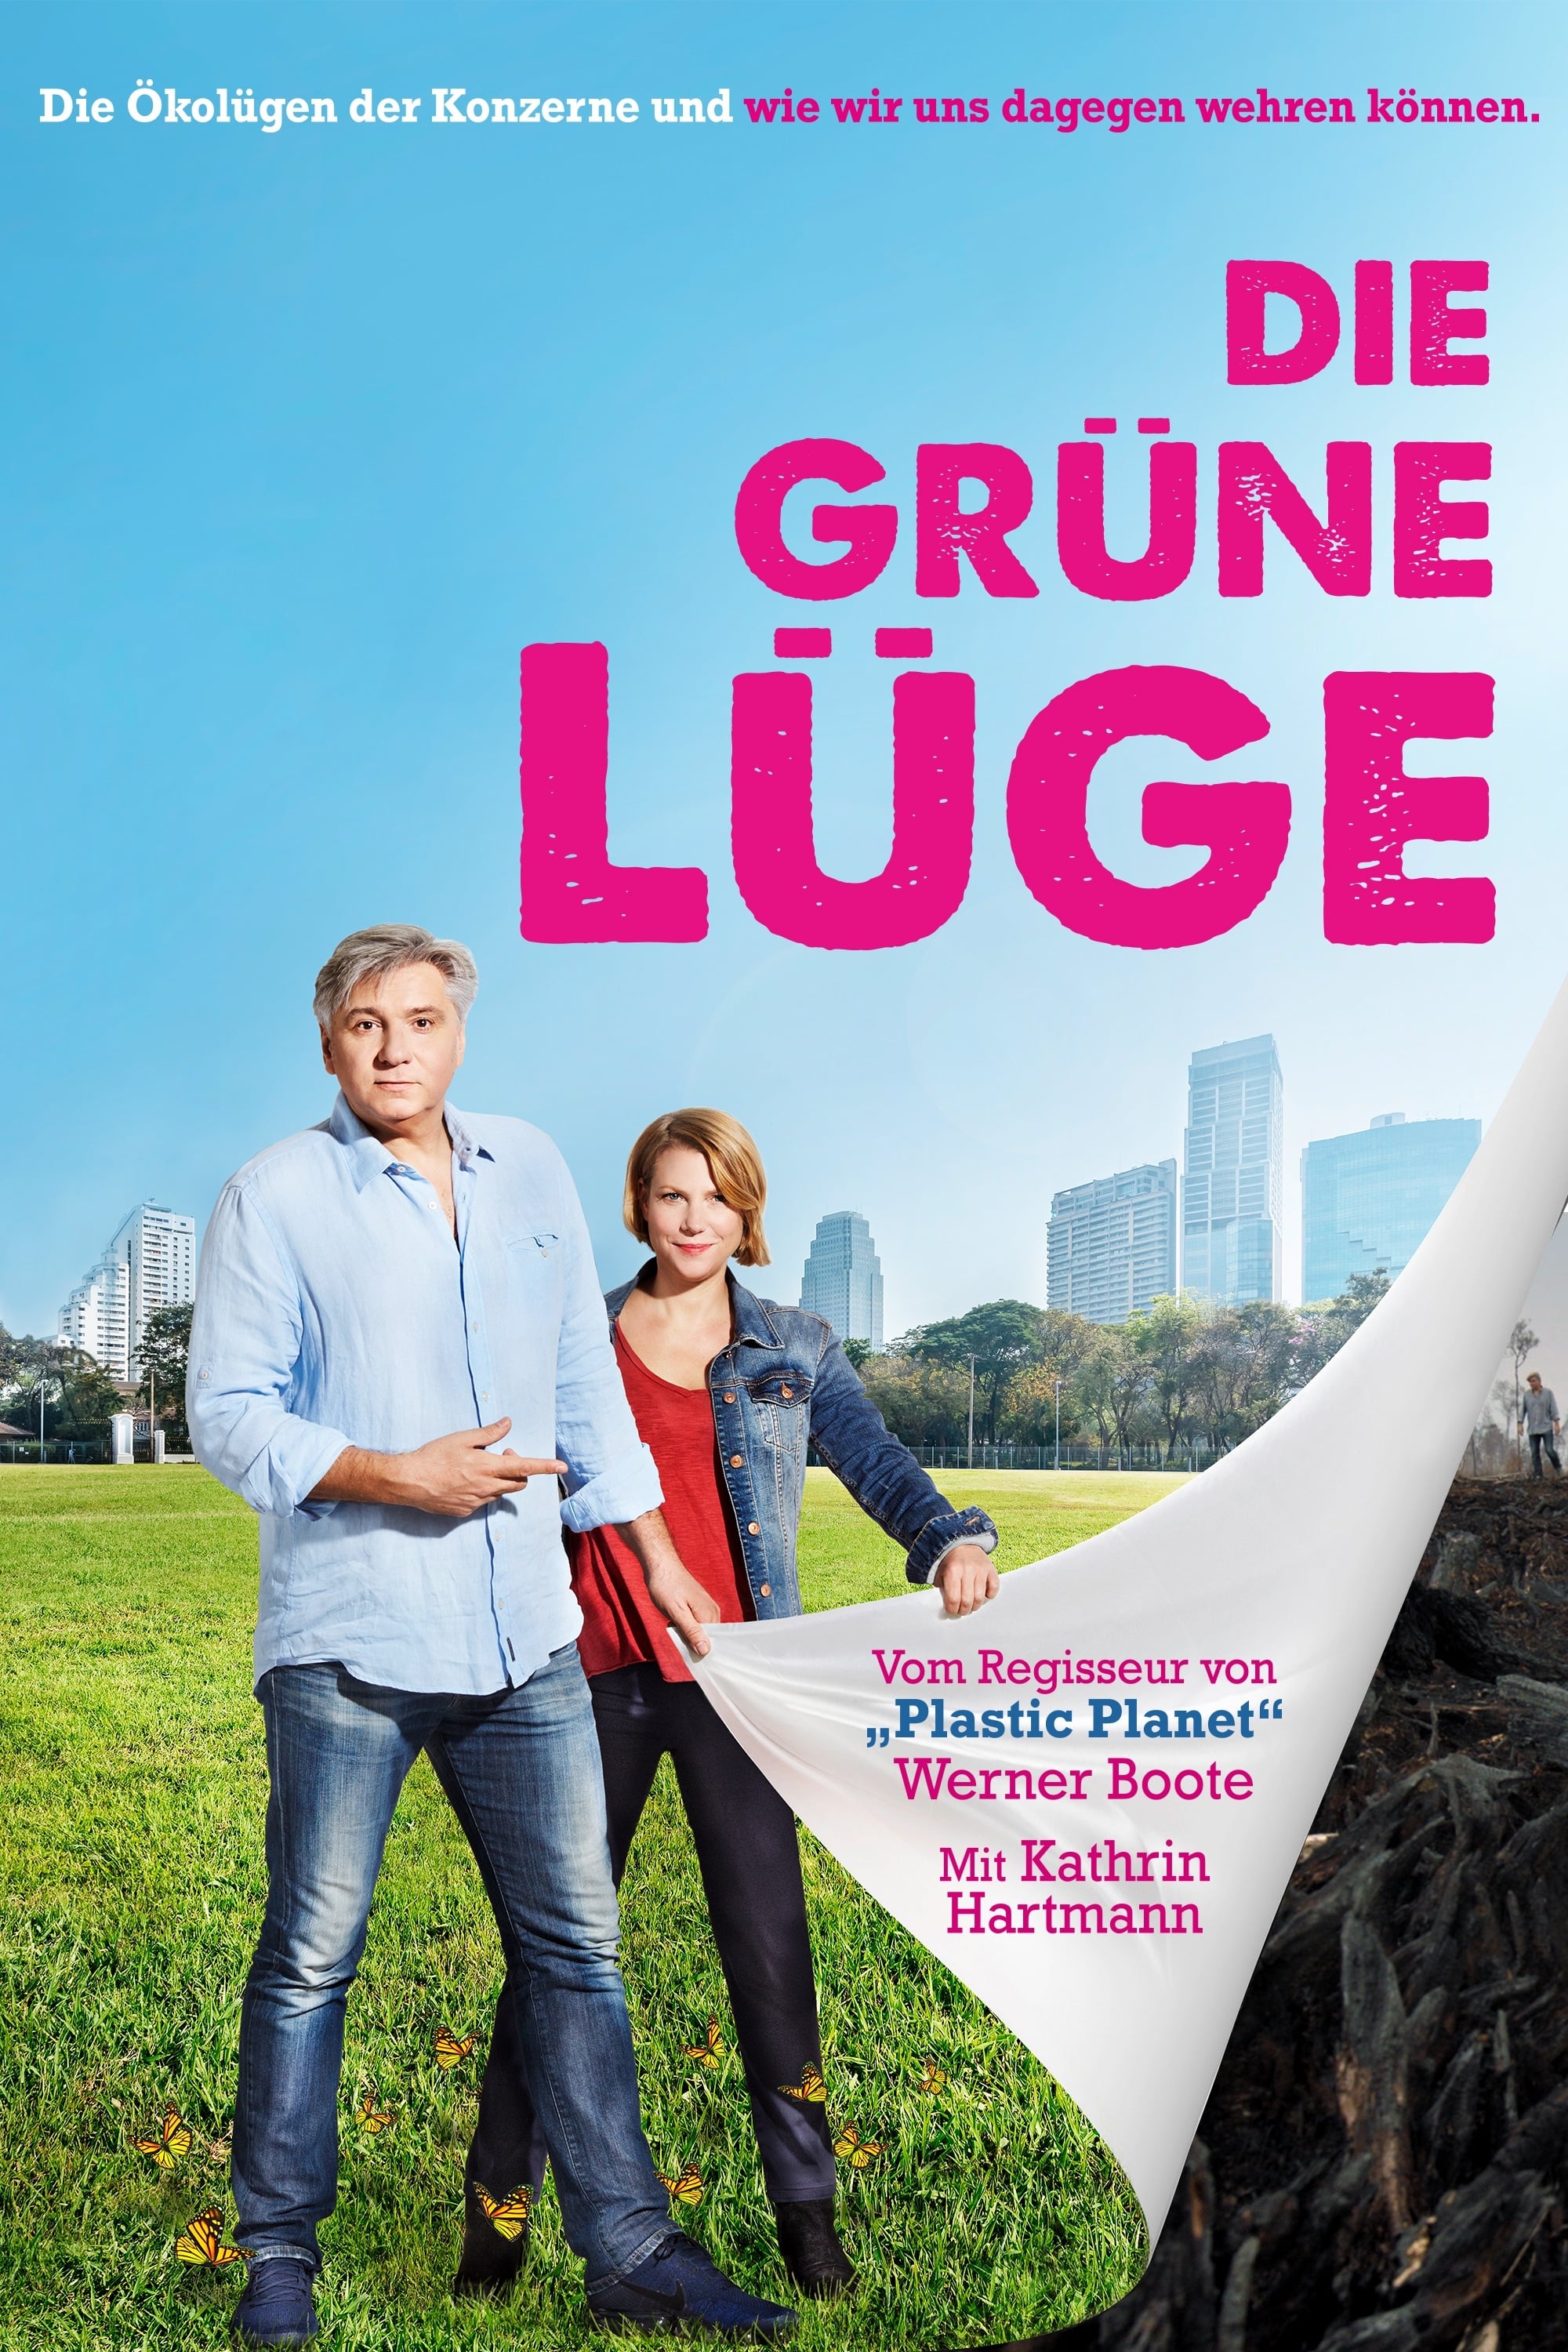 Die Ökolügen der Konzerne und wie wir uns dagegen wehren können.
DIE
GRÜNE
LÜGE
Vom Regisseur von
„Plastic Planet“
Werner Boote
Mit Kathrin
Hartmann